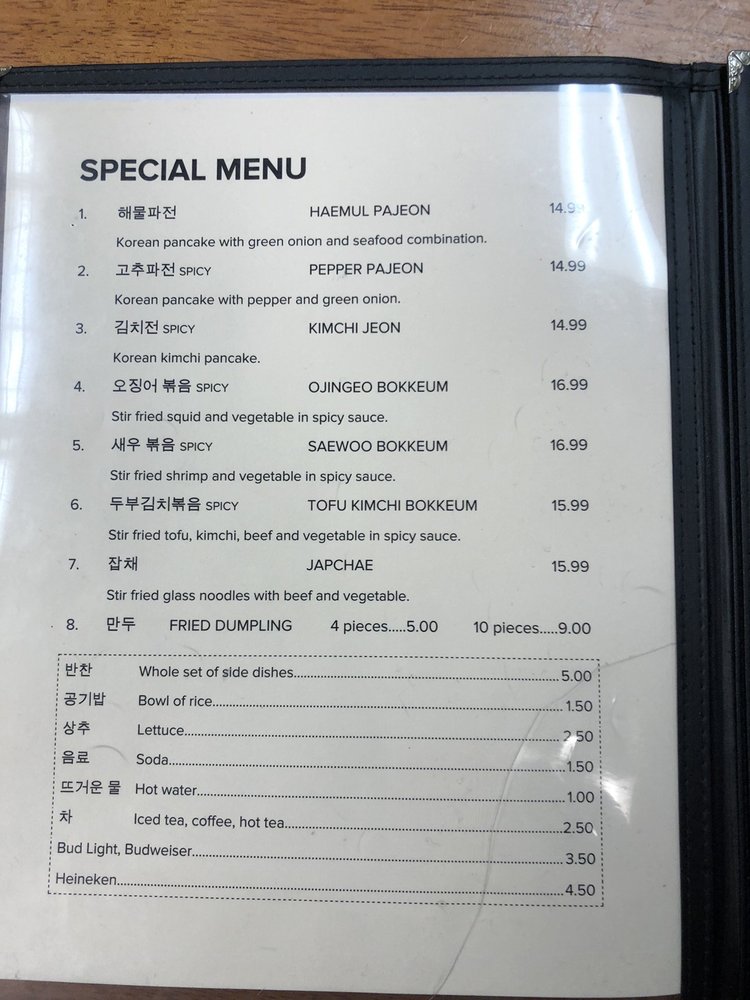 SPECIAL MENU
1. 해물파전 HAEMUL PAJEON 14.99
Korean pancake with green onion and seafood combination.
2. 고추파전 SPICY PEPPER PAJEON 14.99
Korean pancake with pepper and green onion.
3. 김치전 SPICY KIMCHI JEON 14.99
Korean kimchi pancake.
4. 오징어 볶음 SPICY OJINGEO BOKKEUM 16.99
Stir fried squid and vegetable in spicy sauce.
5. 새우 볶음 SPICY SAEWOO BOKKEUM 16.99
Stir fried shrimp and vegetable in spicy sauce.
6. 두부김치볶음 SPICY TOFU KIMCHI BOKKEUM 15.99
Stir fried tofu, kimchi, beef and vegetable in spicy sauce.
7. 잡채 JAPCHAE 15.99
Stir fried glass noodles with beef and vegetable.
8. 만두 FRIED DUMPLING 4 pieces.....5.00 10 pieces.....9.00
반찬 Whole set of side dishes..........5.00
공기밥 Bowl of rice..........1.50
상추 Lettuce..........2.50
음료 Soda..........1.50
뜨거운 물 Hot water..........1.00
차 Iced tea, coffee, hot tea..........2.50
Bud Light, Budweiser..........3.50
Heineken..........4.50